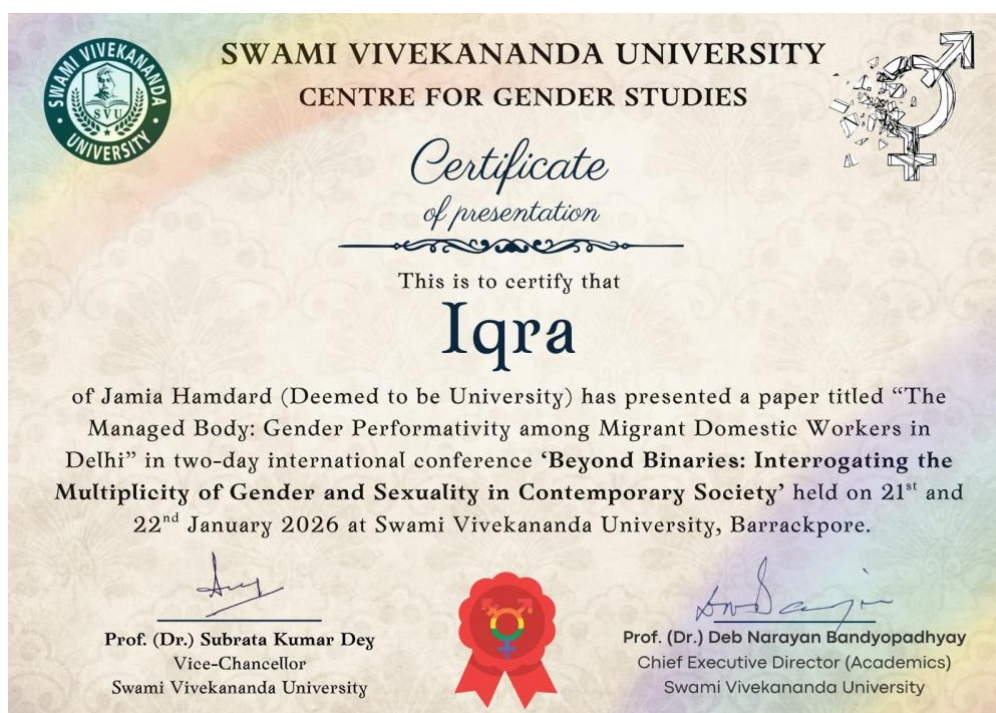 SWAMI VIVEKANANDA UNIVERSITY
SVU
SWAMI VIVEKANANDA UNIVERSITY
CENTRE FOR GENDER STUDIES
Certificate
of presentation
This is to certify that
Iqra
of Jamia Hamdard (Deemed to be University) has presented a paper titled “The
Managed Body: Gender Performativity among Migrant Domestic Workers in
Delhi” in two-day international conference ‘Beyond Binaries: Interrogating the
Multiplicity of Gender and Sexuality in Contemporary Society’ held on 21st and
22nd January 2026 at Swami Vivekananda University, Barrackpore.
Prof. (Dr.) Subrata Kumar Dey
Vice-Chancellor
Swami Vivekananda University
Prof. (Dr.) Deb Narayan Bandyopadhyay
Chief Executive Director (Academics)
Swami Vivekananda University